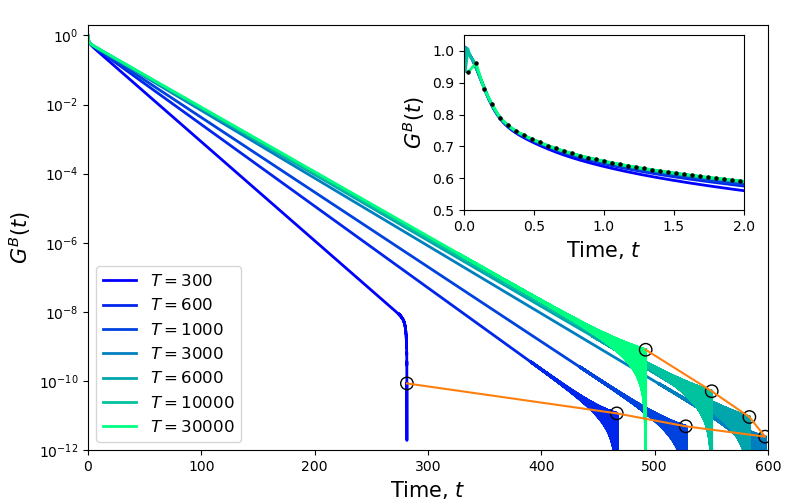 10^0
10^{-2}
10^{-4}
10^{-6}
10^{-8}
10^{-10}
10^{-12}
G^B(t)
0 100 200 300 400 500 600
Time, t
T = 300
T = 600
T = 1000
T = 3000
T = 6000
T = 10000
T = 30000
1.0
0.9
0.8
0.7
0.6
0.5
G^B(t)
0.0 0.5 1.0 1.5 2.0
Time, t